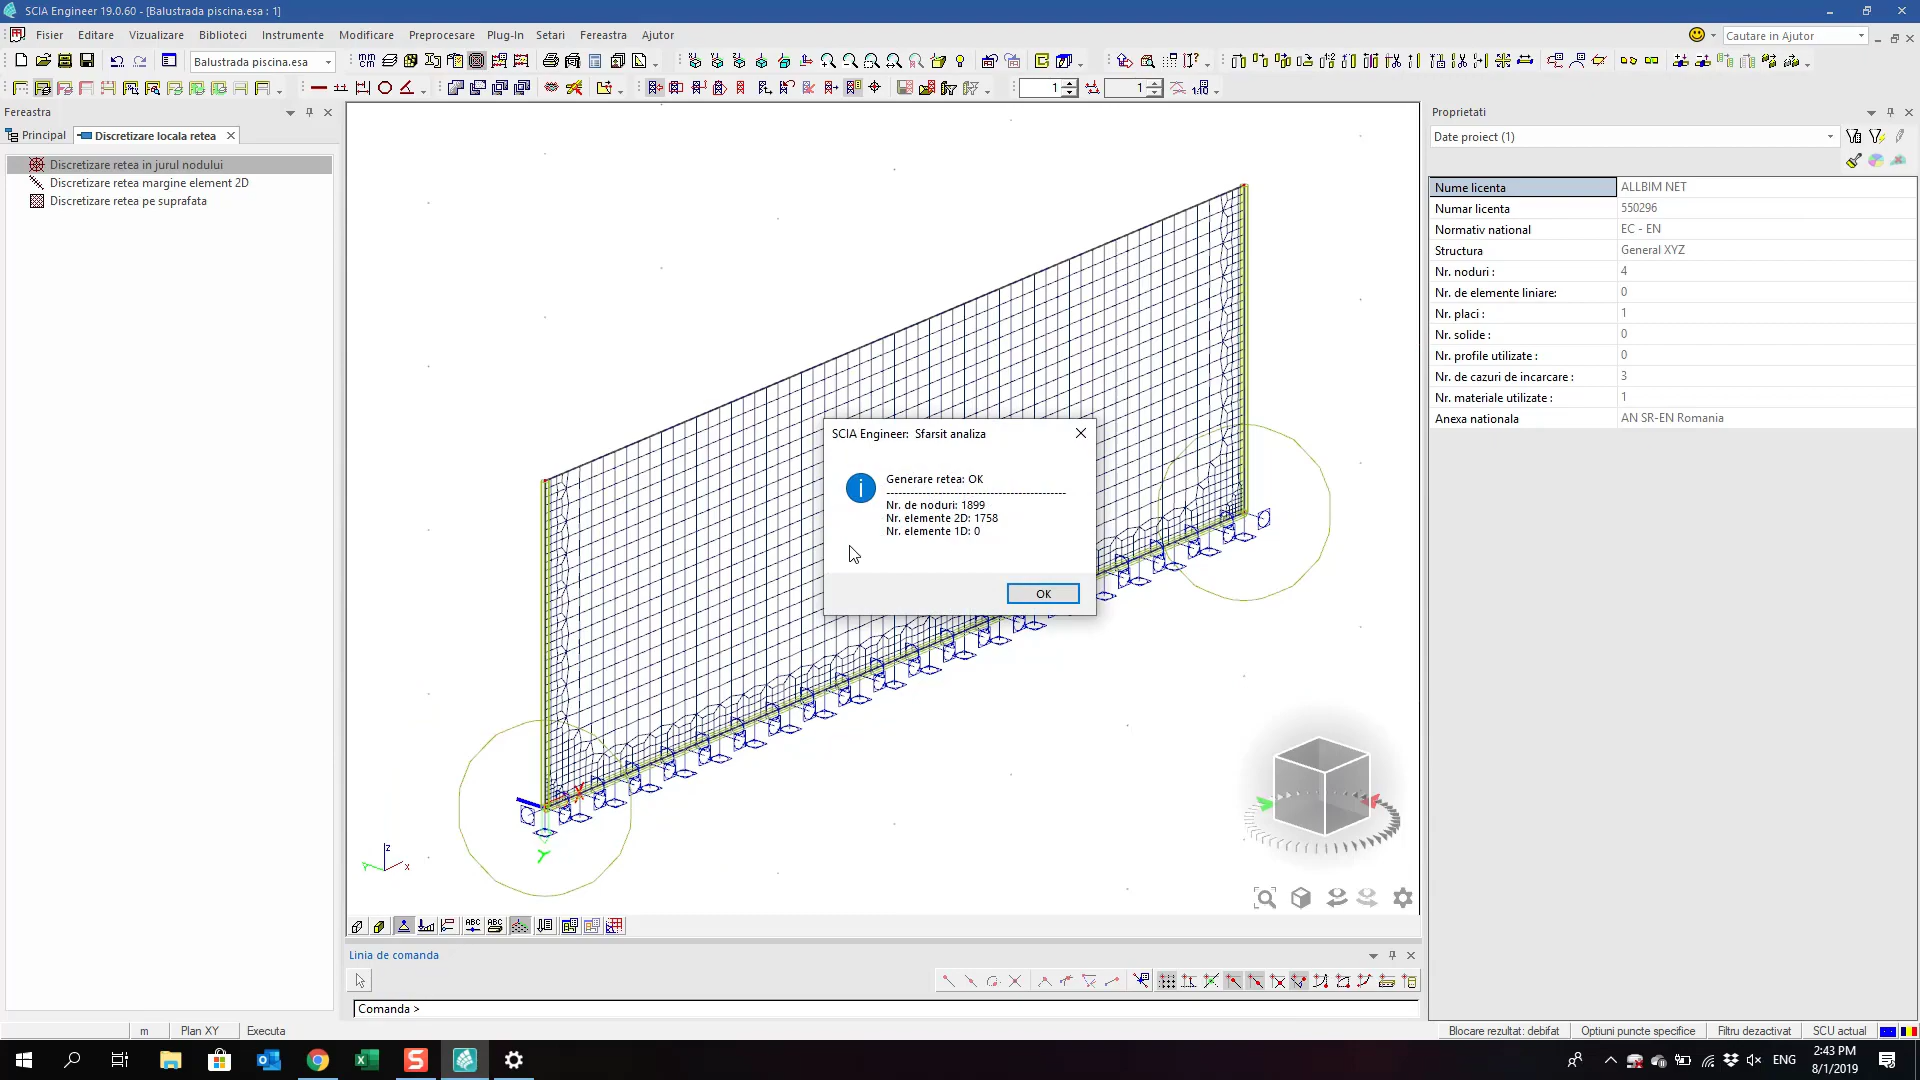 SCIA Engineer 19.0.60 - [Balustrada piscina.esa : 1]
Fisier Editare Vizualizare Biblioteci Instrumente Modificare Preprocesare Plug-In Setari Fereastra Ajutor
Cautare in Ajutor
Balustrada piscina.esa
1
1
Fereastra
Principal
Discretizare locala retea
Discretizare retea in jurul nodului
Discretizare retea margine element 2D
Discretizare retea pe suprafata
SCIA Engineer: Sfarsit analiza
Generare retea: OK
------------------------------------------
Nr. de noduri: 1899
Nr. elemente 2D: 1758
Nr. elemente 1D: 0
OK
X
Y
z
x
Proprietati
Date proiect (1)
Nume licenta ALLBIM NET
Numar licenta 550296
Normativ national EC - EN
Structura General XYZ
Nr. noduri : 4
Nr. de elemente liniare: 0
Nr. placi : 1
Nr. solide : 0
Nr. profile utilizate : 0
Nr. de cazuri de incarcare : 3
Nr. materiale utilizate : 1
Anexa nationala AN SR-EN Romania
ABC ABC
Linia de comanda
Comanda >
m Plan XY Executa
Blocare rezultat: debifat Optiuni puncte specifice Filtru dezactivat SCU actual
ENG
2:43 PM
8/1/2019